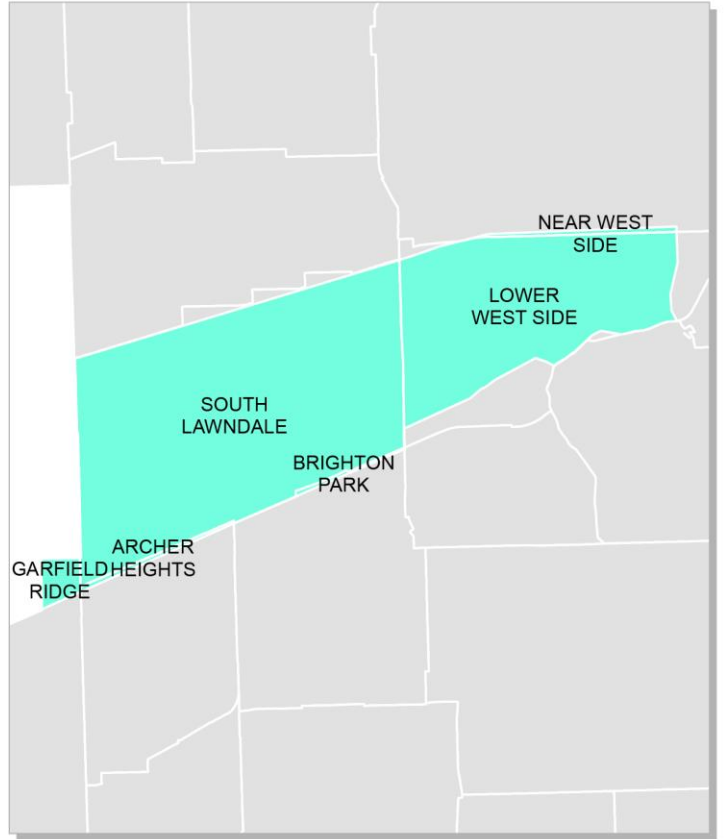 NEAR WEST
SIDE
LOWER
WEST SIDE
SOUTH
LAWNDALE
BRIGHTON
PARK
ARCHER
HEIGHTS
GARFIELD
RIDGE